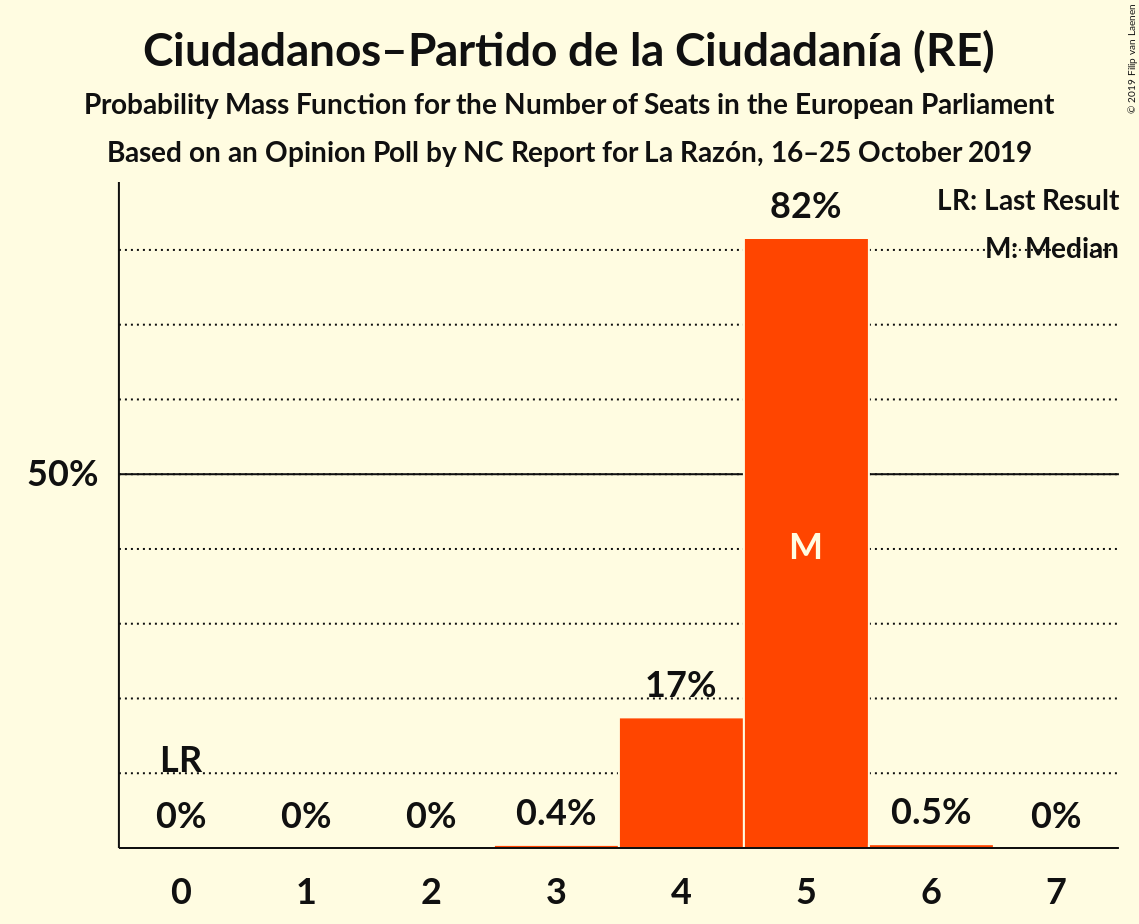 Ciudadanos–Partido de la Ciudadanía (RE)
Probability Mass Function for the Number of Seats in the European Parliament
Based on an Opinion Poll by NC Report for La Razón, 16–25 October 2019
© 2019 Filip van Laenen
LR: Last Result
M: Median
82%
50%
M
17%
LR
0% 0% 0% 0.4% 0.5% 0%
0 1 2 3 4 5 6 7